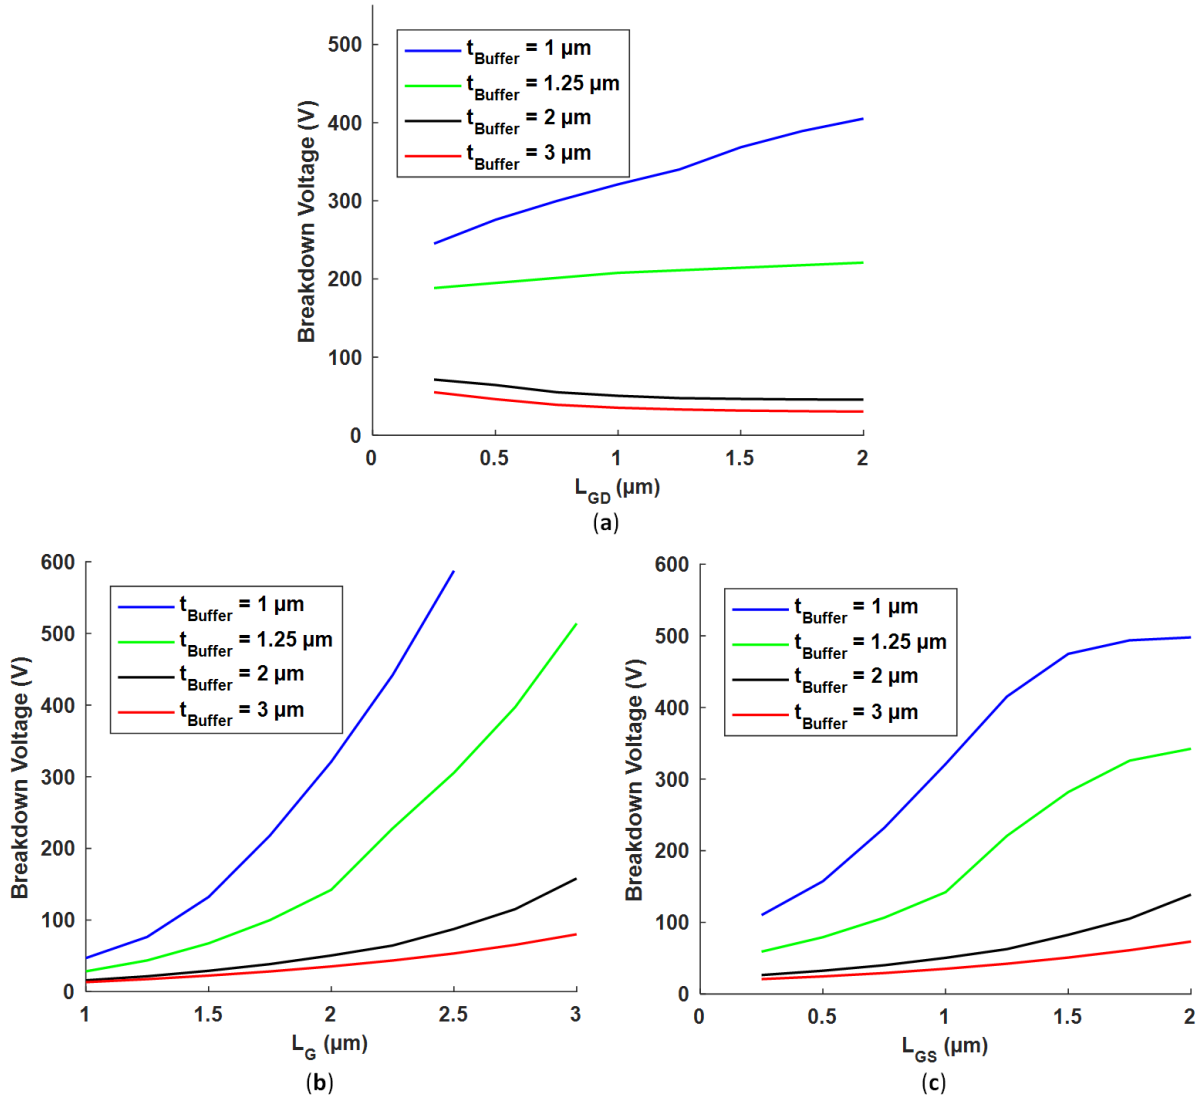 500
400
300
200
100
0
Breakdown Voltage (V)
t_Buffer = 1 µm
t_Buffer = 1.25 µm
t_Buffer = 2 µm
t_Buffer = 3 µm
0 0.5 1 1.5 2
L_GD (µm)
(a)
600
500
400
300
200
100
0
Breakdown Voltage (V)
t_Buffer = 1 µm
t_Buffer = 1.25 µm
t_Buffer = 2 µm
t_Buffer = 3 µm
1 1.5 2 2.5 3
L_G (µm)
(b)
600
500
400
300
200
100
0
Breakdown Voltage (V)
t_Buffer = 1 µm
t_Buffer = 1.25 µm
t_Buffer = 2 µm
t_Buffer = 3 µm
0 0.5 1 1.5 2
L_GS (µm)
(c)